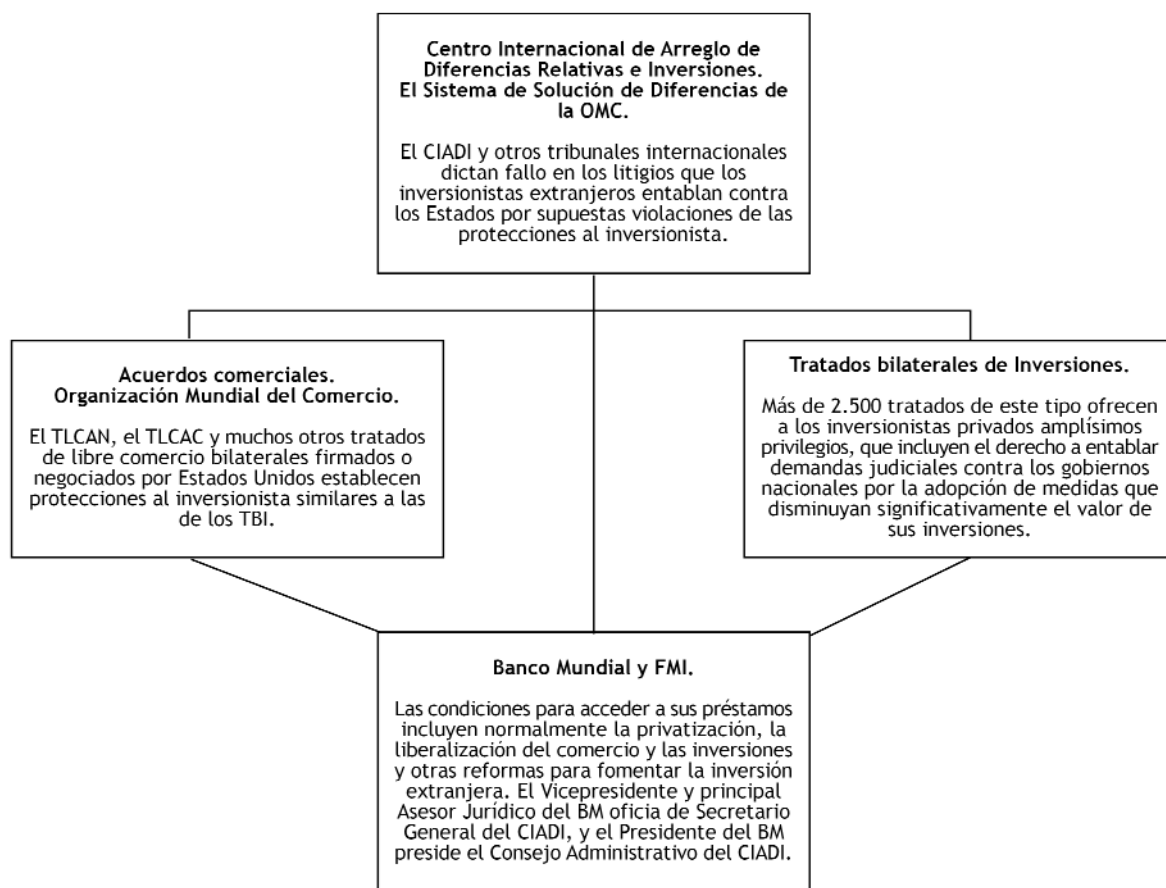 Centro Internacional de Arreglo de
Diferencias Relativas e Inversiones.
El Sistema de Solución de Diferencias de
la OMC.
El CIADI y otros tribunales internacionales
dictan fallo en los litigios que los
inversionistas extranjeros entablan contra
los Estados por supuestas violaciones de las
protecciones al inversionista.
Acuerdos comerciales.
Organización Mundial del Comercio.
El TLCAN, el TLCAC y muchos otros tratados
de libre comercio bilaterales firmados o
negociados por Estados Unidos establecen
protecciones al inversionista similares a las
de los TBI.
Tratados bilaterales de Inversiones.
Más de 2.500 tratados de este tipo ofrecen
a los inversionistas privados amplísimos
privilegios, que incluyen el derecho a entablar
demandas judiciales contra los gobiernos
nacionales por la adopción de medidas que
disminuyan significativamente el valor de
sus inversiones.
Banco Mundial y FMI.
Las condiciones para acceder a sus préstamos
incluyen normalmente la privatización, la
liberalización del comercio y las inversiones
y otras reformas para fomentar la inversión
extranjera. El Vicepresidente y principal
Asesor Jurídico del BM oficia de Secretario
General del CIADI, y el Presidente del BM
preside el Consejo Administrativo del CIADI.